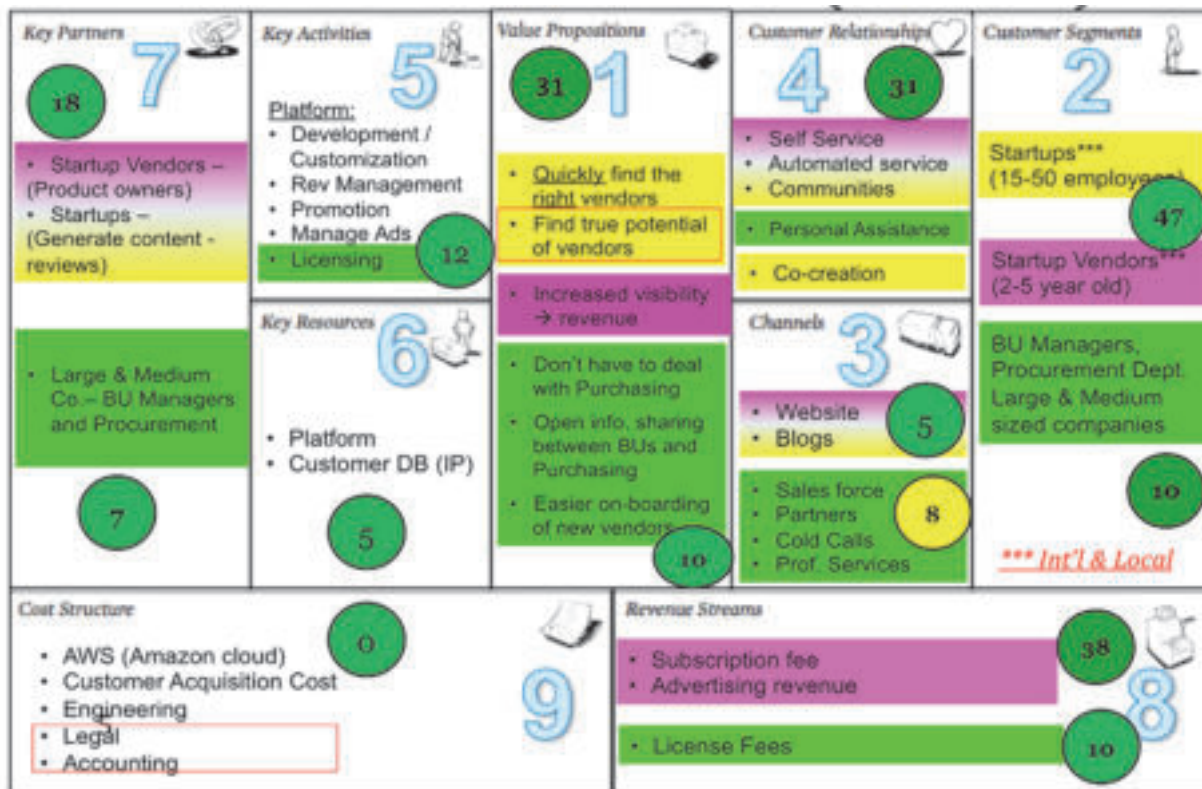 Key Partners
7
18
• Startup Vendors –
(Product owners)
• Startups –
(Generate content -
reviews)
• Large & Medium
Co.– BU Managers
and Procurement
7
Key Activities
5
Platform:
• Development /
Customization
• Rev Management
• Promotion
• Manage Ads
• Licensing
12
Key Resources
6
• Platform
• Customer DB (IP)
5
Value Propositions
31
1
• Quickly find the
right vendors
• Find true potential
of vendors
• Increased visibility
→ revenue
• Don't have to deal
with Purchasing
• Open info, sharing
between BUs and
Purchasing
• Easier on-boarding
of new vendors
10
Customer Relationships
4
31
• Self Service
• Automated service
• Communities
• Personal Assistance
• Co-creation
Channels
3
• Website
• Blogs
5
• Sales force
• Partners
• Cold Calls
• Prof. Services
8
Customer Segments
2
Startups***
(15-50 employees)
47
Startup Vendors***
(2-5 year old)
BU Managers,
Procurement Dept.
Large & Medium
sized companies
10
*** Int'l & Local
Cost Structure
0
• AWS (Amazon cloud)
• Customer Acquisition Cost
• Engineering
• Legal
• Accounting
9
Revenue Streams
38
• Subscription fee
• Advertising revenue
8
• License Fees
10